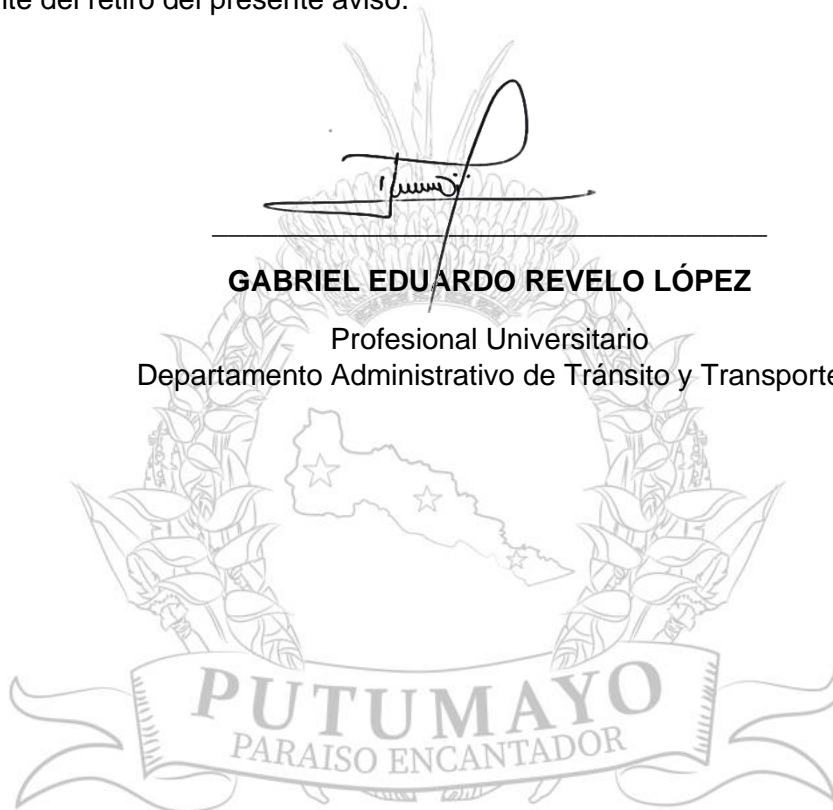 nte del retiro del presente aviso.
GABRIEL EDUARDO REVELO LÓPEZ
Profesional Universitario
Departamento Administrativo de Tránsito y Transporte
PUTUMAYO
PARAISO ENCANTADOR